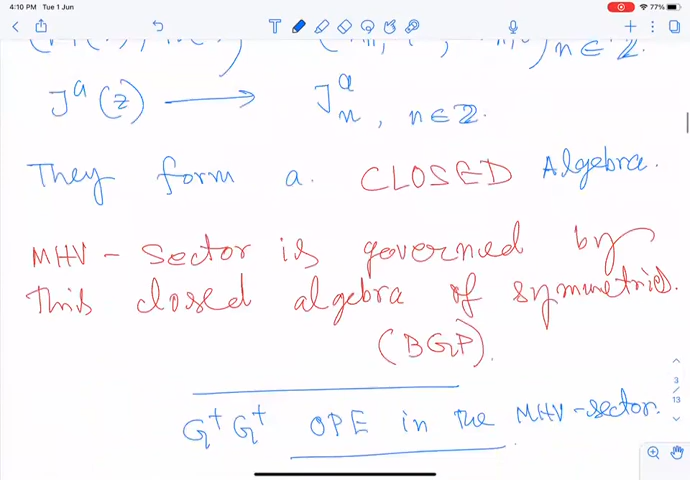 4:10 PM Tue 1 Jun
77%
n∈ℤ.
J^a(z) ⟶ J^a_n, n∈ℤ.
They form a. CLOSED Algebra.
MHV - Sector is governed by
This closed algebra of symmetries.
(BGP).
3
/
13
G⁺G⁺ OPE in the MHV-sector.